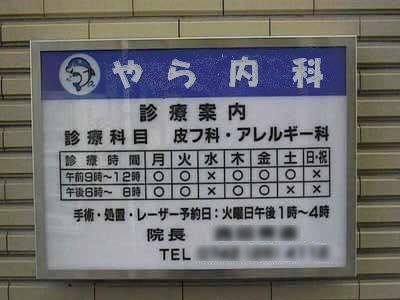 やら内科
診療案内
診療科目 皮フ科・アレルギー科
診療時間 月 火 水 木 金 土 日・祝
午前9時〜12時 ○ ○ × ○ ○ ○ ×
午後6時〜8時 ○ ○ × ○ ○ × ×
手術・処置・レーザー予約日:火曜日午後1時〜4時
院長
TEL